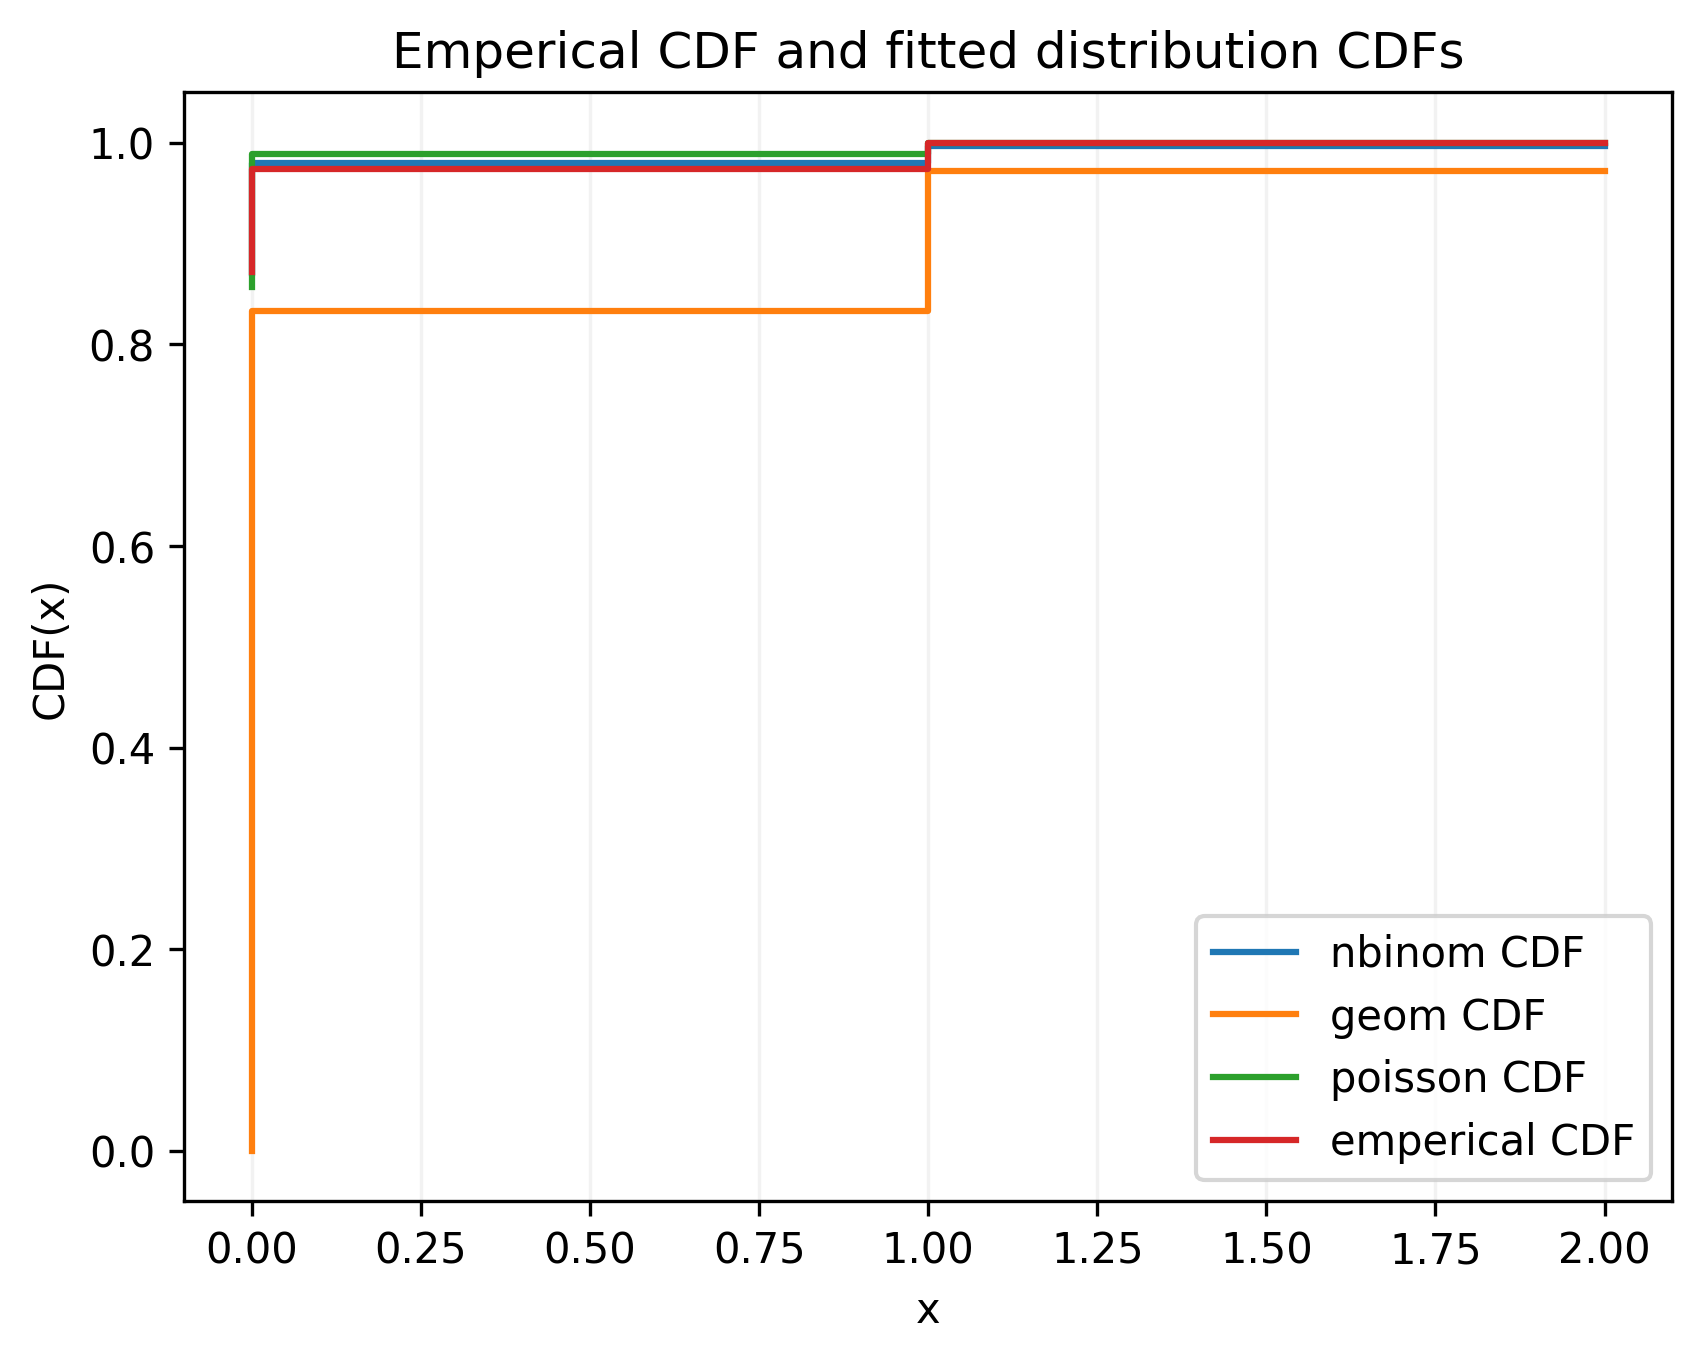 Emperical CDF and fitted distribution CDFs
CDF(x)
1.0
0.8
0.6
0.4
0.2
0.0
nbinom CDF
geom CDF
poisson CDF
emperical CDF
0.00 0.25 0.50 0.75 1.00 1.25 1.50 1.75 2.00
x